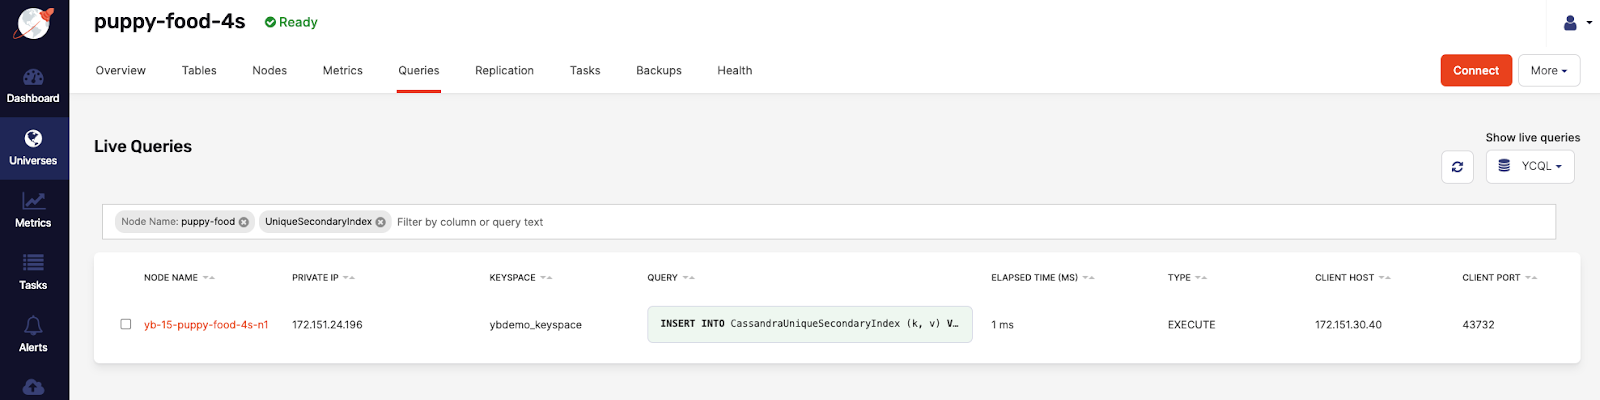 puppy-food-4s Ready
Overview Tables Nodes Metrics Queries Replication Tasks Backups Health Connect More
Dashboard
Universes
Metrics
Tasks
Alerts
Live Queries
Show live queries
YCQL
Node Name: puppy-food UniqueSecondaryIndex Filter by column or query text
NODE NAME PRIVATE IP KEYSPACE QUERY ELAPSED TIME (MS) TYPE CLIENT HOST CLIENT PORT
yb-15-puppy-food-4s-n1 172.151.24.196 ybdemo_keyspace INSERT INTO CassandraUniqueSecondaryIndex (k, v) V… 1 ms EXECUTE 172.151.30.40 43732